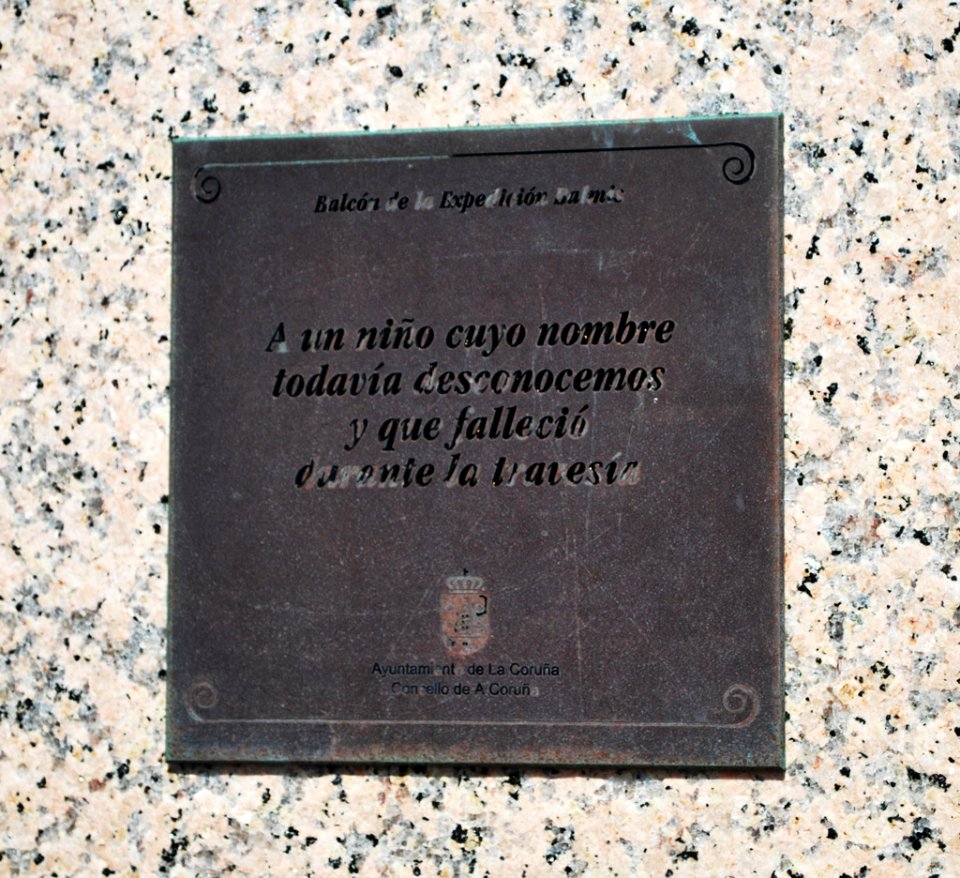 Balcón de la Expedición Balmis
A un niño cuyo nombre
todavía desconocemos
y que falleció
durante la travesía
Ayuntamiento de La Coruña
Concello de A Coruña